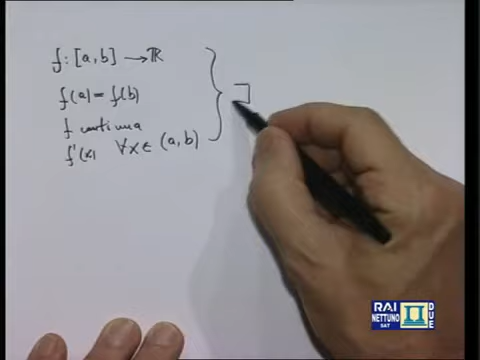 f: [a,b] → ℝ
f(a) = f(b)
f continua
f'(x) ∀x∈ (a,b)
∃
RAI
NETTUNO
SAT
DUE